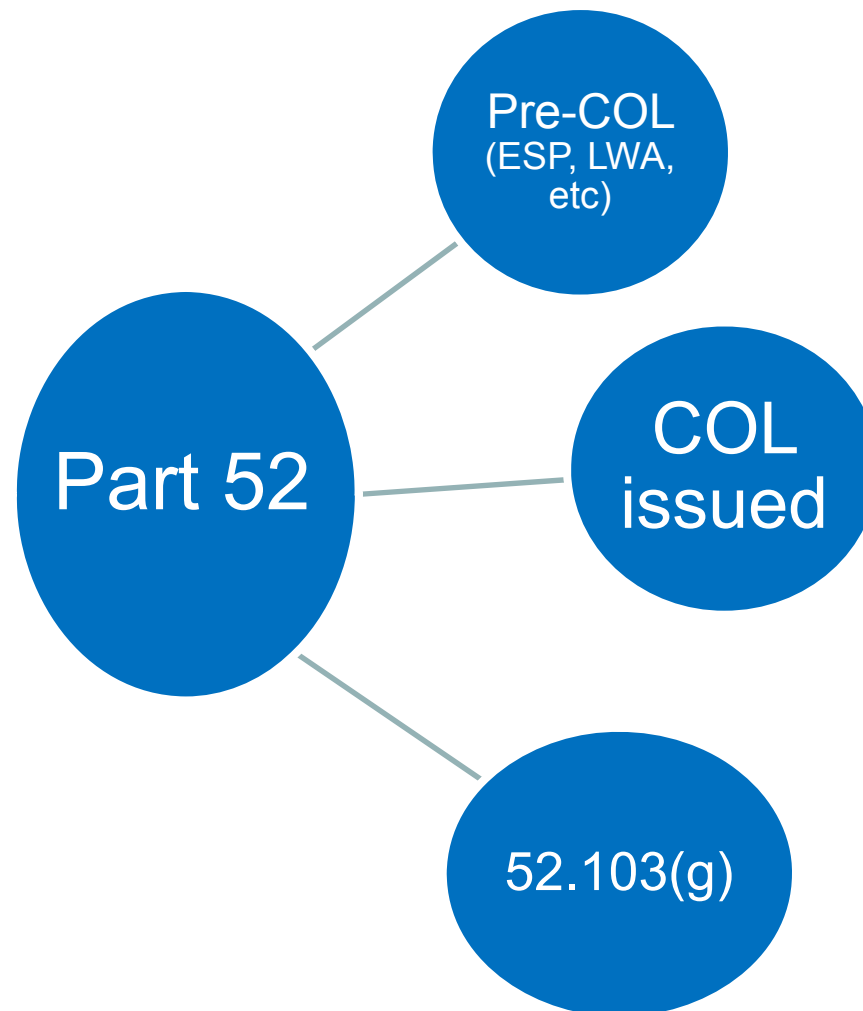 Pre-COL
(ESP, LWA,
etc)
COL
issued
Part 52
52.103(g)